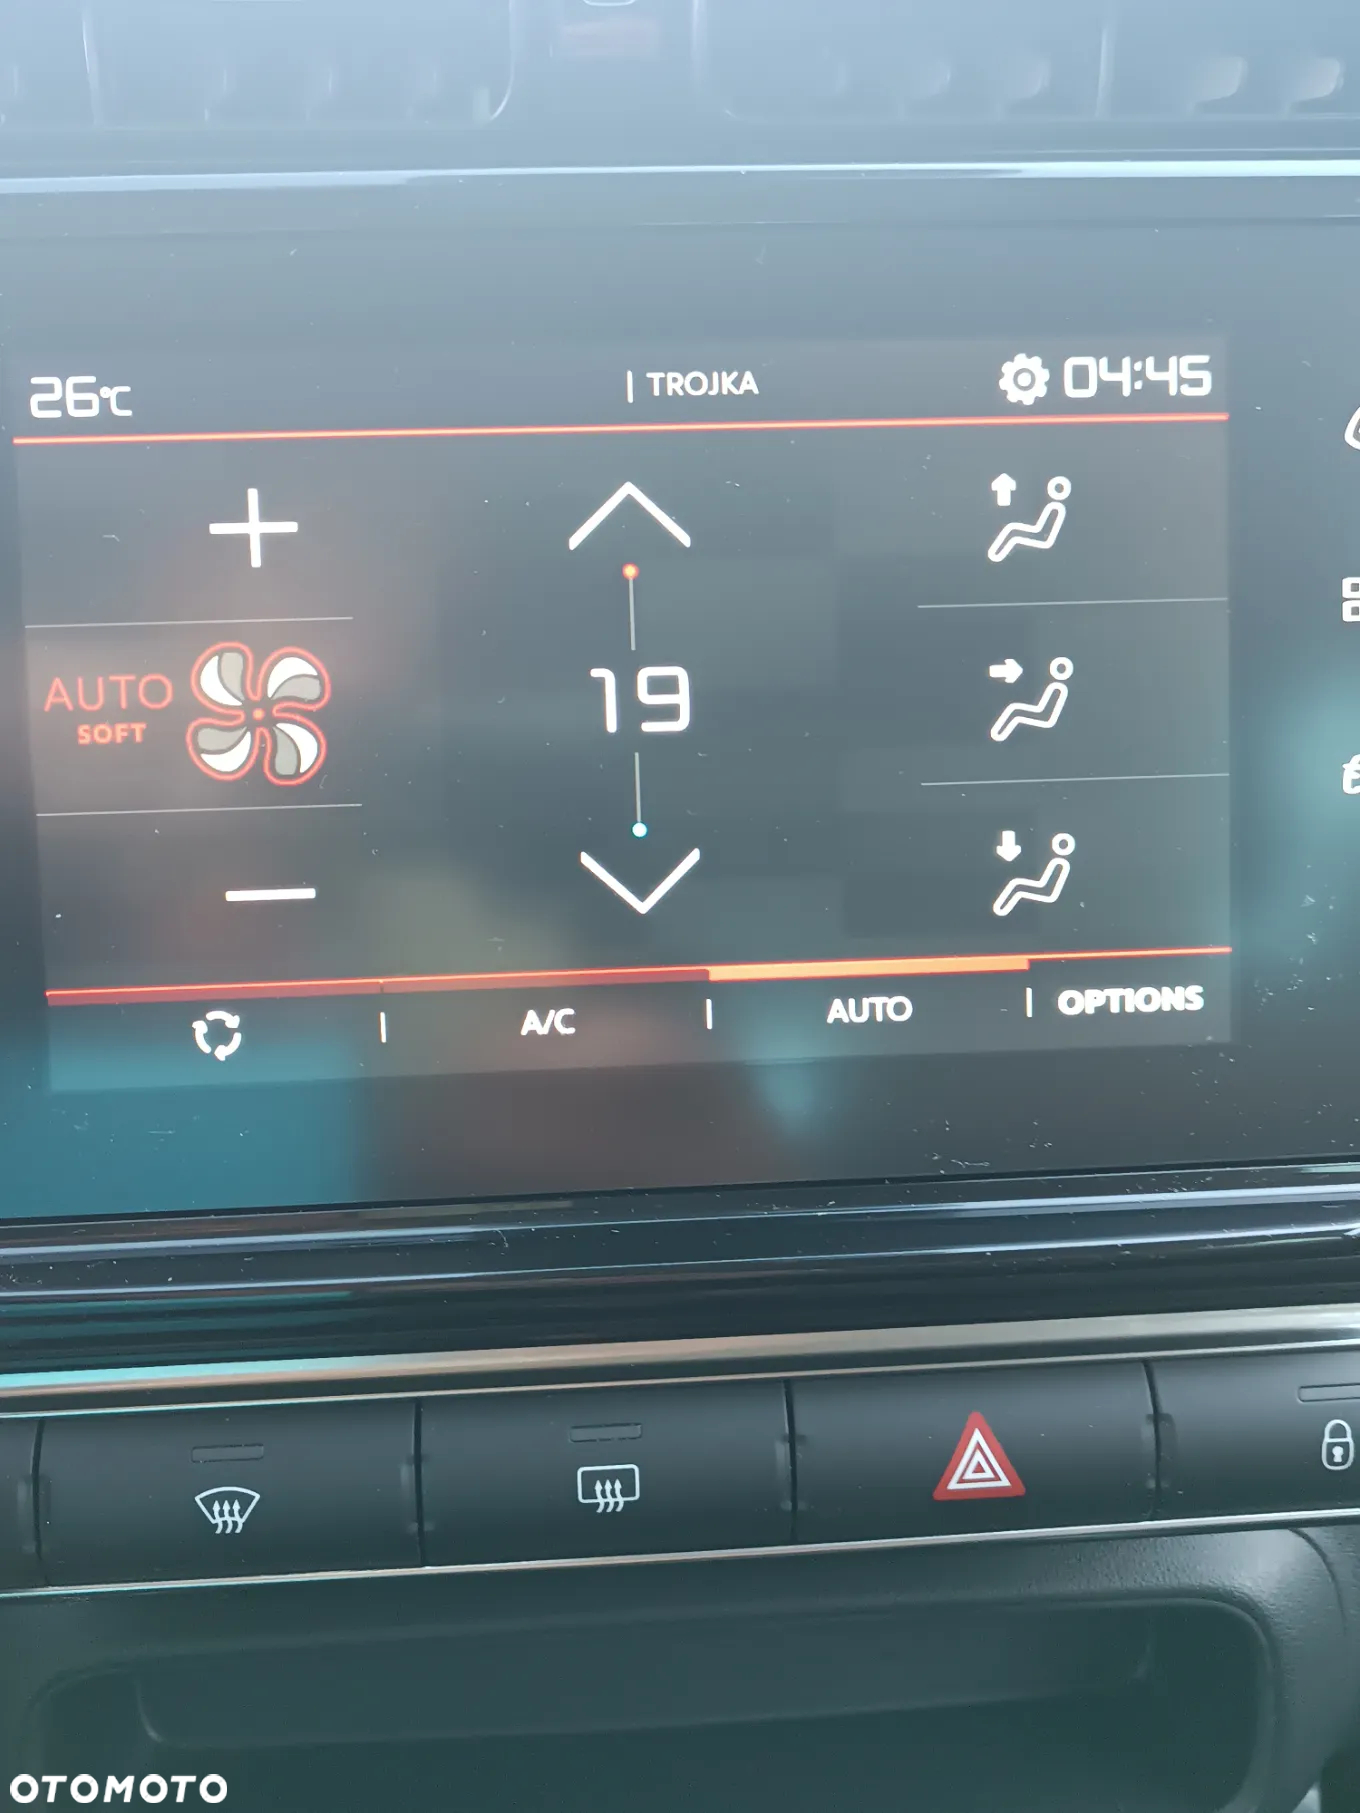 26°C
| TROJKA
04:45
AUTO
SOFT
19
A/C
AUTO
OPTIONS
OTOMOTO